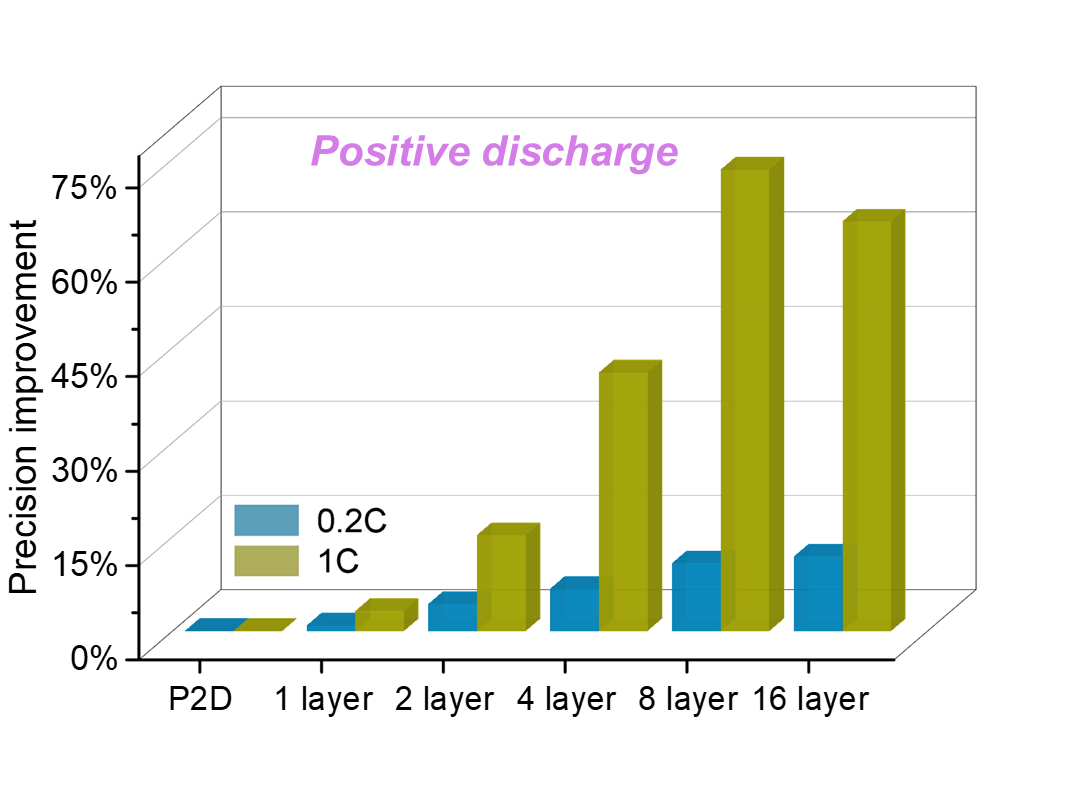 Positive discharge
Precision improvement
75%
60%
45%
30%
15%
0%
0.2C
1C
P2D 1 layer 2 layer 4 layer 8 layer 16 layer